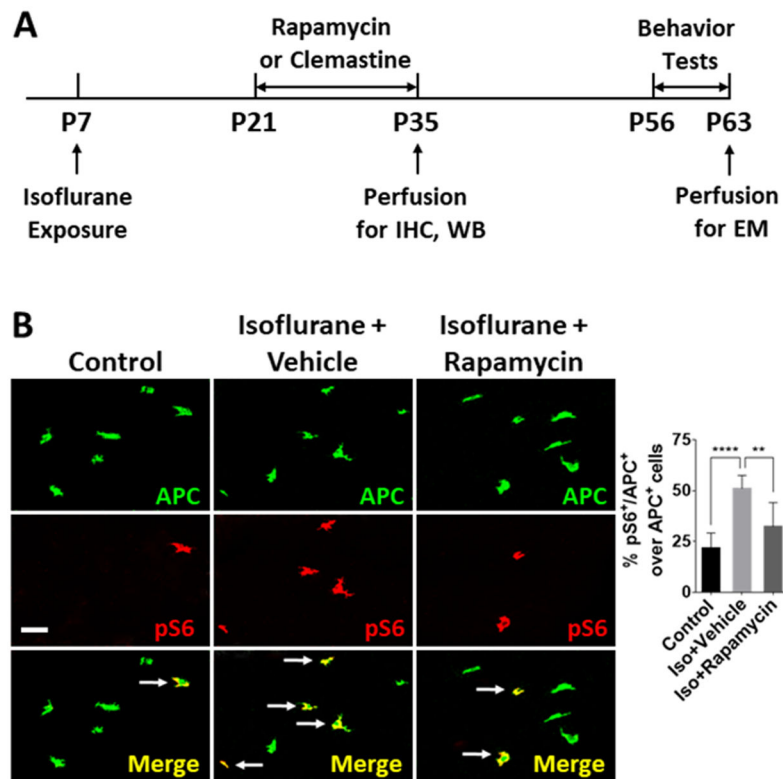 A
Rapamycin
or Clemastine
Behavior
Tests
P7
P21
P35
P56
P63
Isoflurane
Exposure
Perfusion
for IHC, WB
Perfusion
for EM
B
Control
Isoflurane +
Vehicle
Isoflurane +
Rapamycin
APC
APC
APC
pS6
pS6
pS6
Merge
Merge
Merge
% pS6⁺/APC⁺
over APC⁺ cells
75
50
25
0
****
**
Control
Iso+Vehicle
Iso+Rapamycin